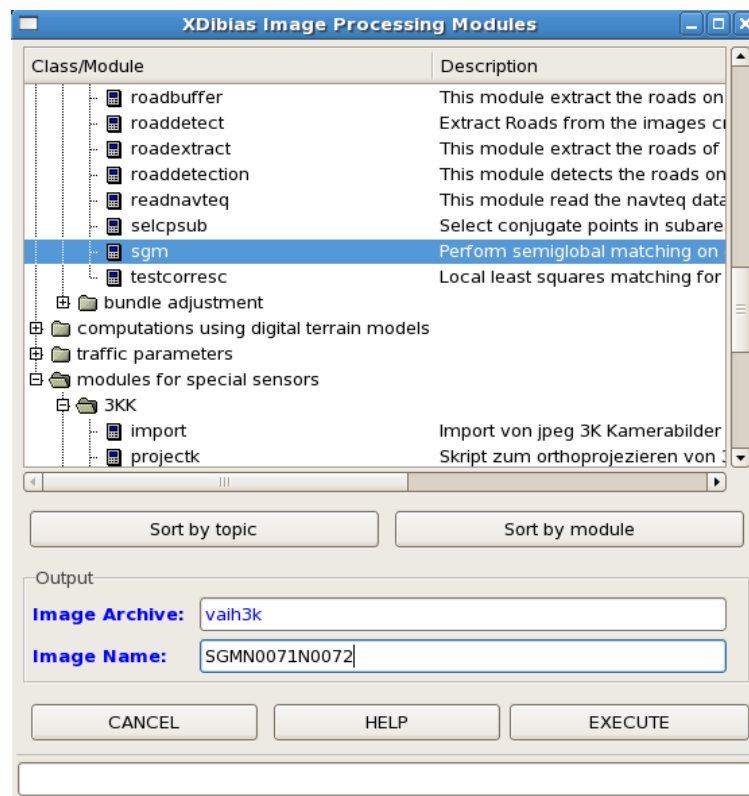 XDibias Image Processing Modules
Class/Module Description
roadbuffer This module extract the roads on
roaddetect Extract Roads from the images
roadextract This module extract the roads of
roaddetection This module detects the roads on
readnavteq This module read the navteq data
selcpsub Select conjugate points in subare
sgm Perform semiglobal matching on
testcorresc Local least squares matching for
bundle adjustment
computations using digital terrain models
traffic parameters
modules for special sensors
3KK
import Import von jpeg 3K Kamerabilder
projectk Skript zum orthoprojezieren von
Sort by topic Sort by module
Output
Image Archive: vaih3k
Image Name: SGMN0071N0072
CANCEL HELP EXECUTE